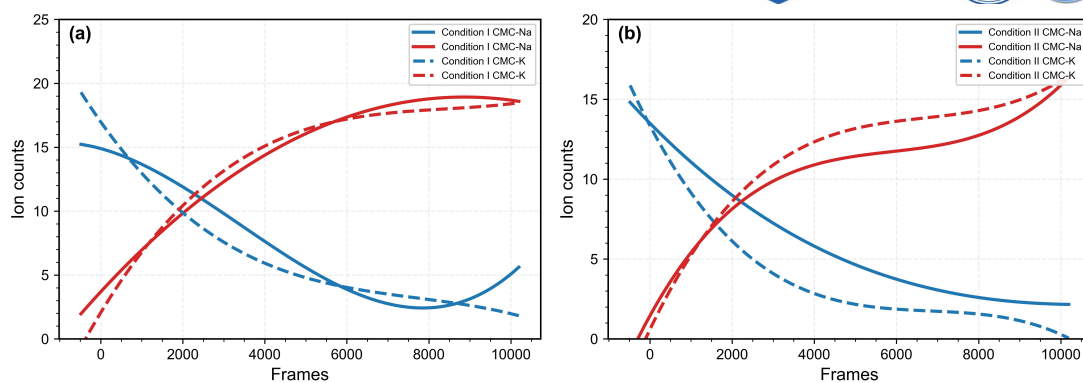 (a)
Condition I CMC-Na
Condition I CMC-Na
Condition I CMC-K
Condition I CMC-K
25
20
15
10
5
0
Ion counts
0 2000 4000 6000 8000 10000
Frames
(b)
Condition II CMC-Na
Condition II CMC-Na
Condition II CMC-K
Condition II CMC-K
20
15
10
5
0
Ion counts
0 2000 4000 6000 8000 10000
Frames